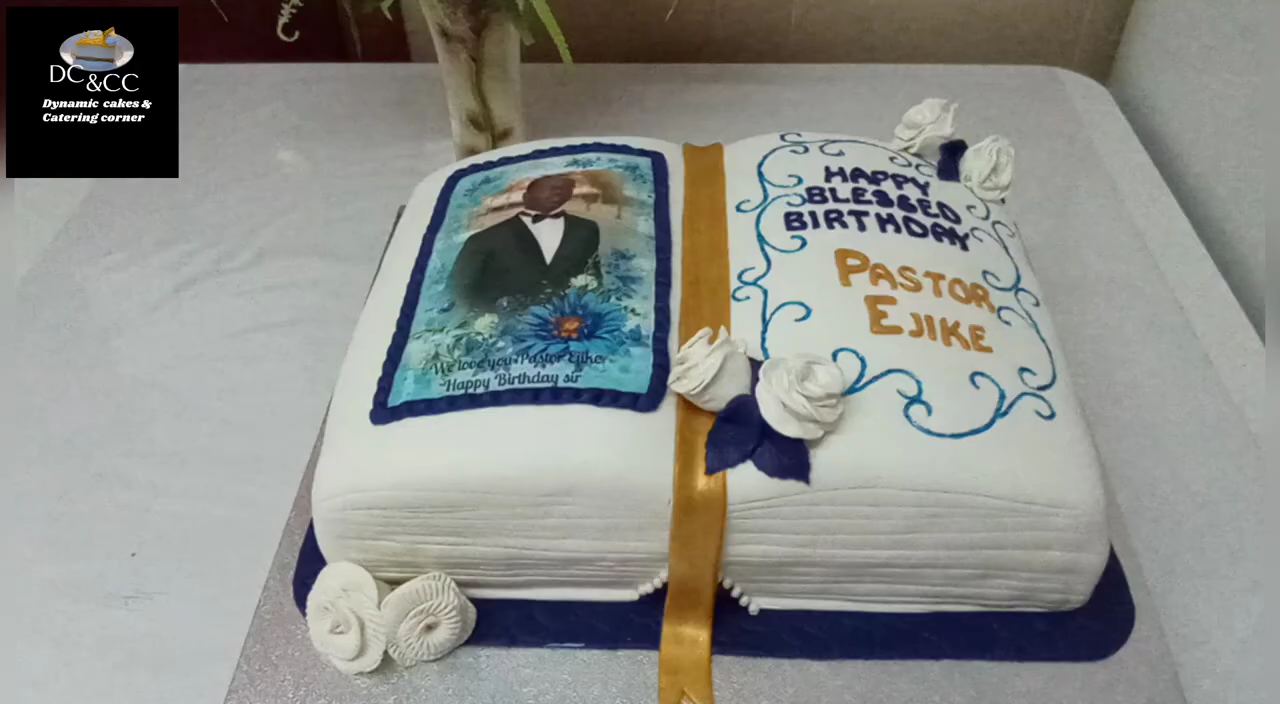 DC&CC
Dynamic cakes &
Catering corner
HAPPY
BLESSED
BIRTHDAY
PASTOR
EJIKE
We love you Pastor Ejike
Happy Birthday sir